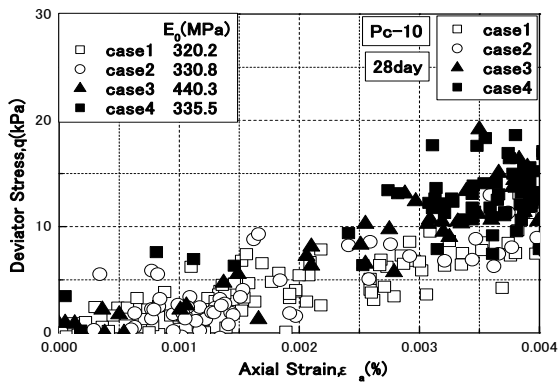 E0(MPa)
case1 320.2
case2 330.8
case3 440.3
case4 335.5
Pc-10
28day
case1
case2
case3
case4
30
20
10
0
Deviator Stress,q(kPa)
0.000 0.001 0.002 0.003 0.004
Axial Strain,ε a(%)